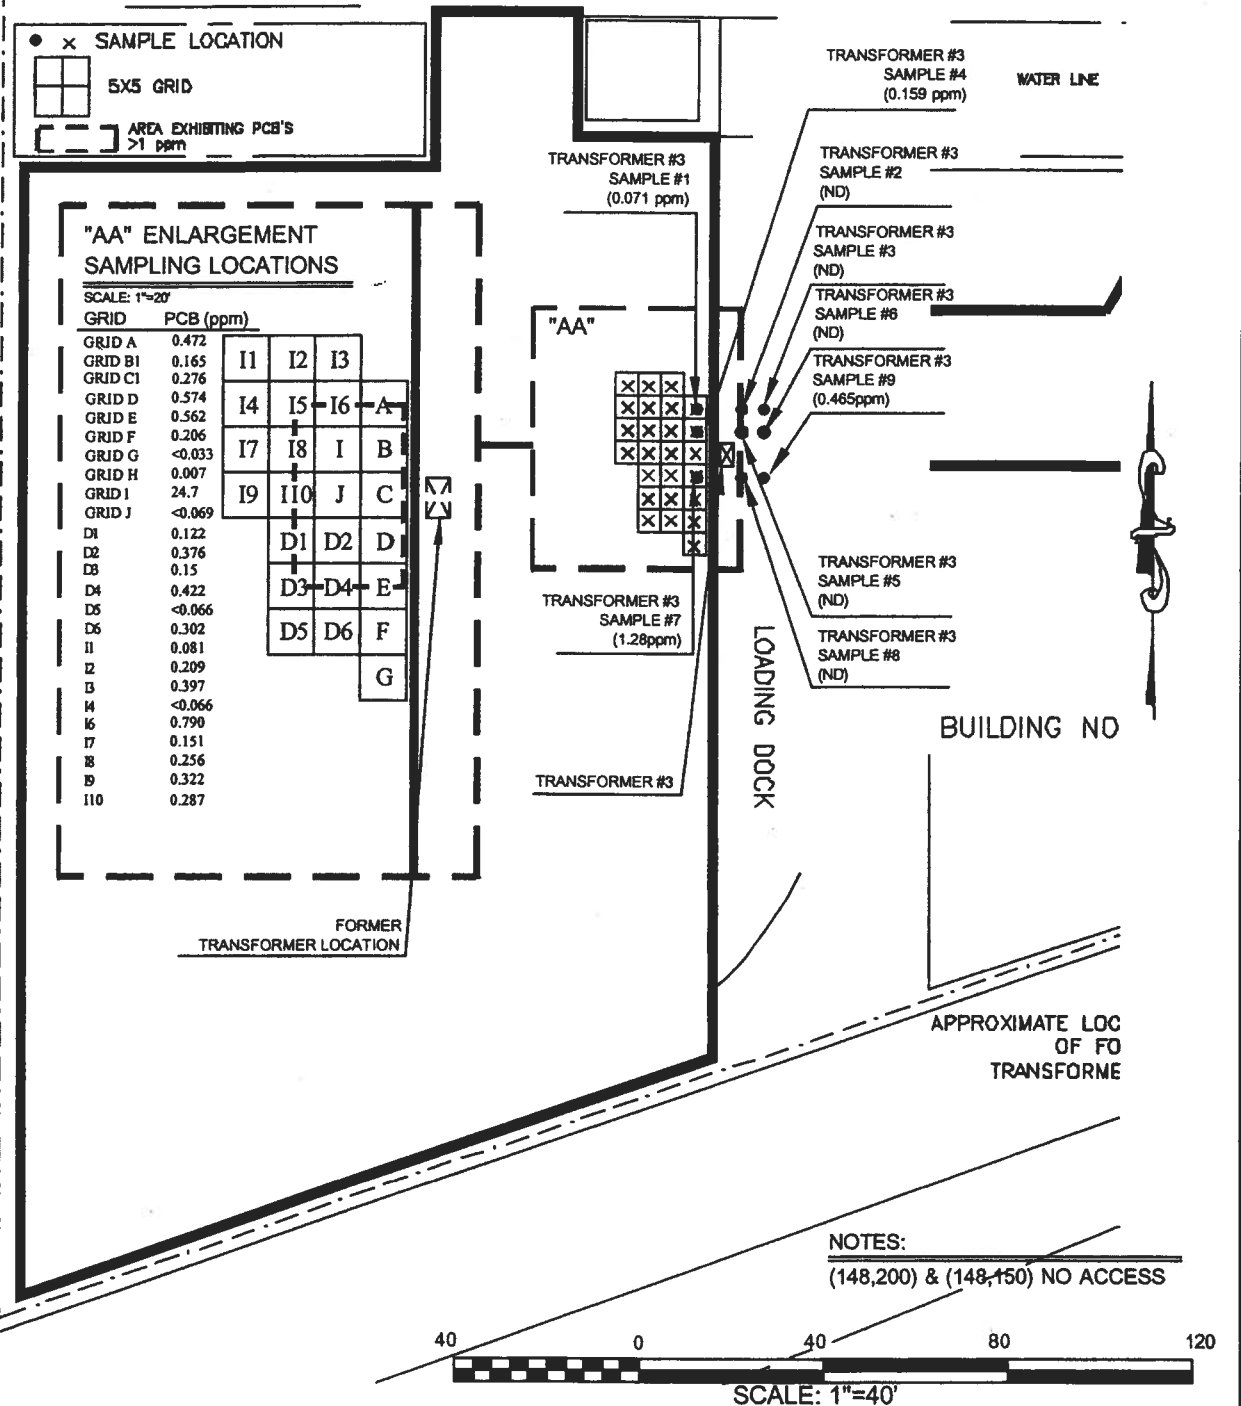 SAMPLE LOCATION
5X5 GRID
AREA EXHIBITING PCB'S
>1 ppm
TRANSFORMER #3
SAMPLE #4
(0.159 ppm)
WATER LINE
TRANSFORMER #3
SAMPLE #1
(0.071 ppm)
TRANSFORMER #3
SAMPLE #2
(ND)
TRANSFORMER #3
SAMPLE #3
(ND)
TRANSFORMER #3
SAMPLE #6
(ND)
TRANSFORMER #3
SAMPLE #9
(0.465ppm)
"AA" ENLARGEMENT
SAMPLING LOCATIONS
SCALE: 1"=20'
GRID PCB (ppm)
GRID A 0.472
GRID B1 0.165
GRID C1 0.276
GRID D 0.574
GRID E 0.562
GRID F 0.206
GRID G <0.033
GRID H 0.007
GRID I 24.7
GRID J <0.069
D1 0.122
D2 0.376
D3 0.15
D4 0.422
D5 <0.066
D6 0.302
I1 0.081
I2 0.209
I3 0.397
I4 <0.066
I6 0.790
I7 0.151
I8 0.256
I9 0.322
I10 0.287
I1 I2 I3
I4 I5 I6 A
I7 I8 I B
I9 I10 J C
D1 D2 D
D3 D4 E
D5 D6 F
G
"AA"
TRANSFORMER #3
SAMPLE #7
(1.28ppm)
TRANSFORMER #3
SAMPLE #5
(ND)
TRANSFORMER #3
SAMPLE #8
(ND)
LOADING DOCK
BUILDING NO
TRANSFORMER #3
FORMER
TRANSFORMER LOCATION
APPROXIMATE LOC
OF FO
TRANSFORME
NOTES:
(148,200) & (148,150) NO ACCESS
40 0 40 80 120
SCALE: 1"=40'